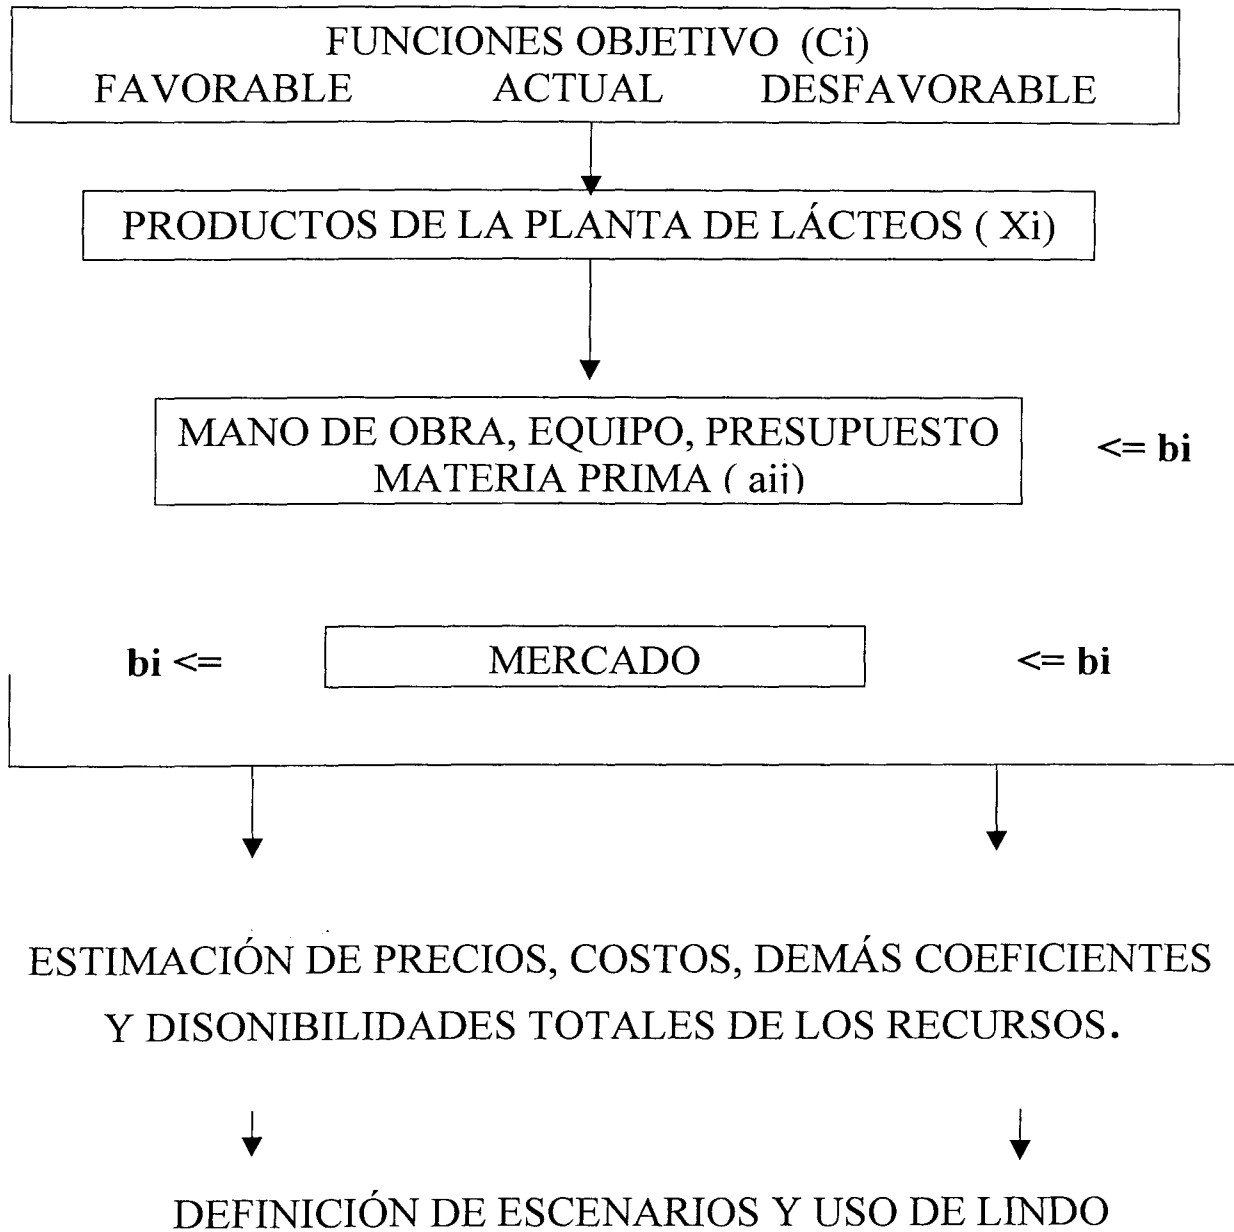 FUNCIONES OBJETIVO (Ci)
FAVORABLE ACTUAL DESFAVORABLE
PRODUCTOS DE LA PLANTA DE LÁCTEOS ( Xi)
MANO DE OBRA, EQUIPO, PRESUPUESTO
MATERIA PRIMA ( aij)
<= bi
bi <= MERCADO <= bi
ESTIMACIÓN DE PRECIOS, COSTOS, DEMÁS COEFICIENTES
Y DISONIBILIDADES TOTALES DE LOS RECURSOS.
DEFINICIÓN DE ESCENARIOS Y USO DE LINDO